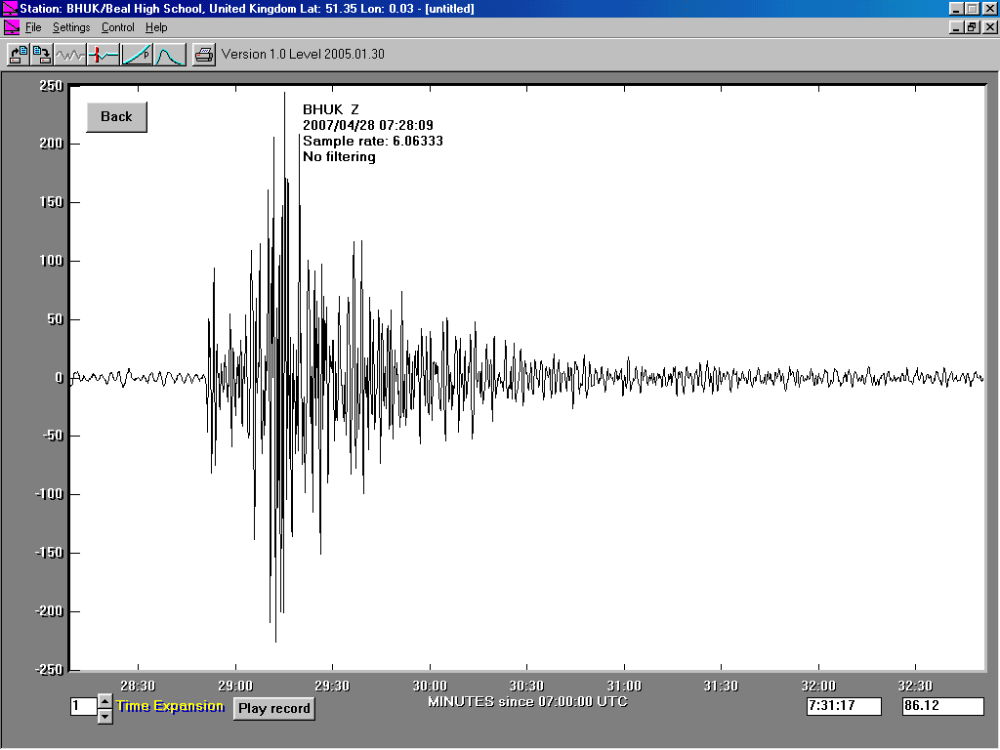 Station: BHUK/Beal High School, United Kingdom Lat: 51.35 Lon: 0.03 - [untitled]
File Settings Control Help
P Version 1.0 Level 2005.01.30
250
Back
BHUK Z
2007/04/28 07:28:09
Sample rate: 6.06333
No filtering
200
150
100
50
0
-50
-100
-150
-200
-250
28:30 29:00 29:30 30:00 30:30 31:00 31:30 32:00 32:30
MINUTES since 07:00:00 UTC
1 Time Expansion Play record 7:31:17 86.12